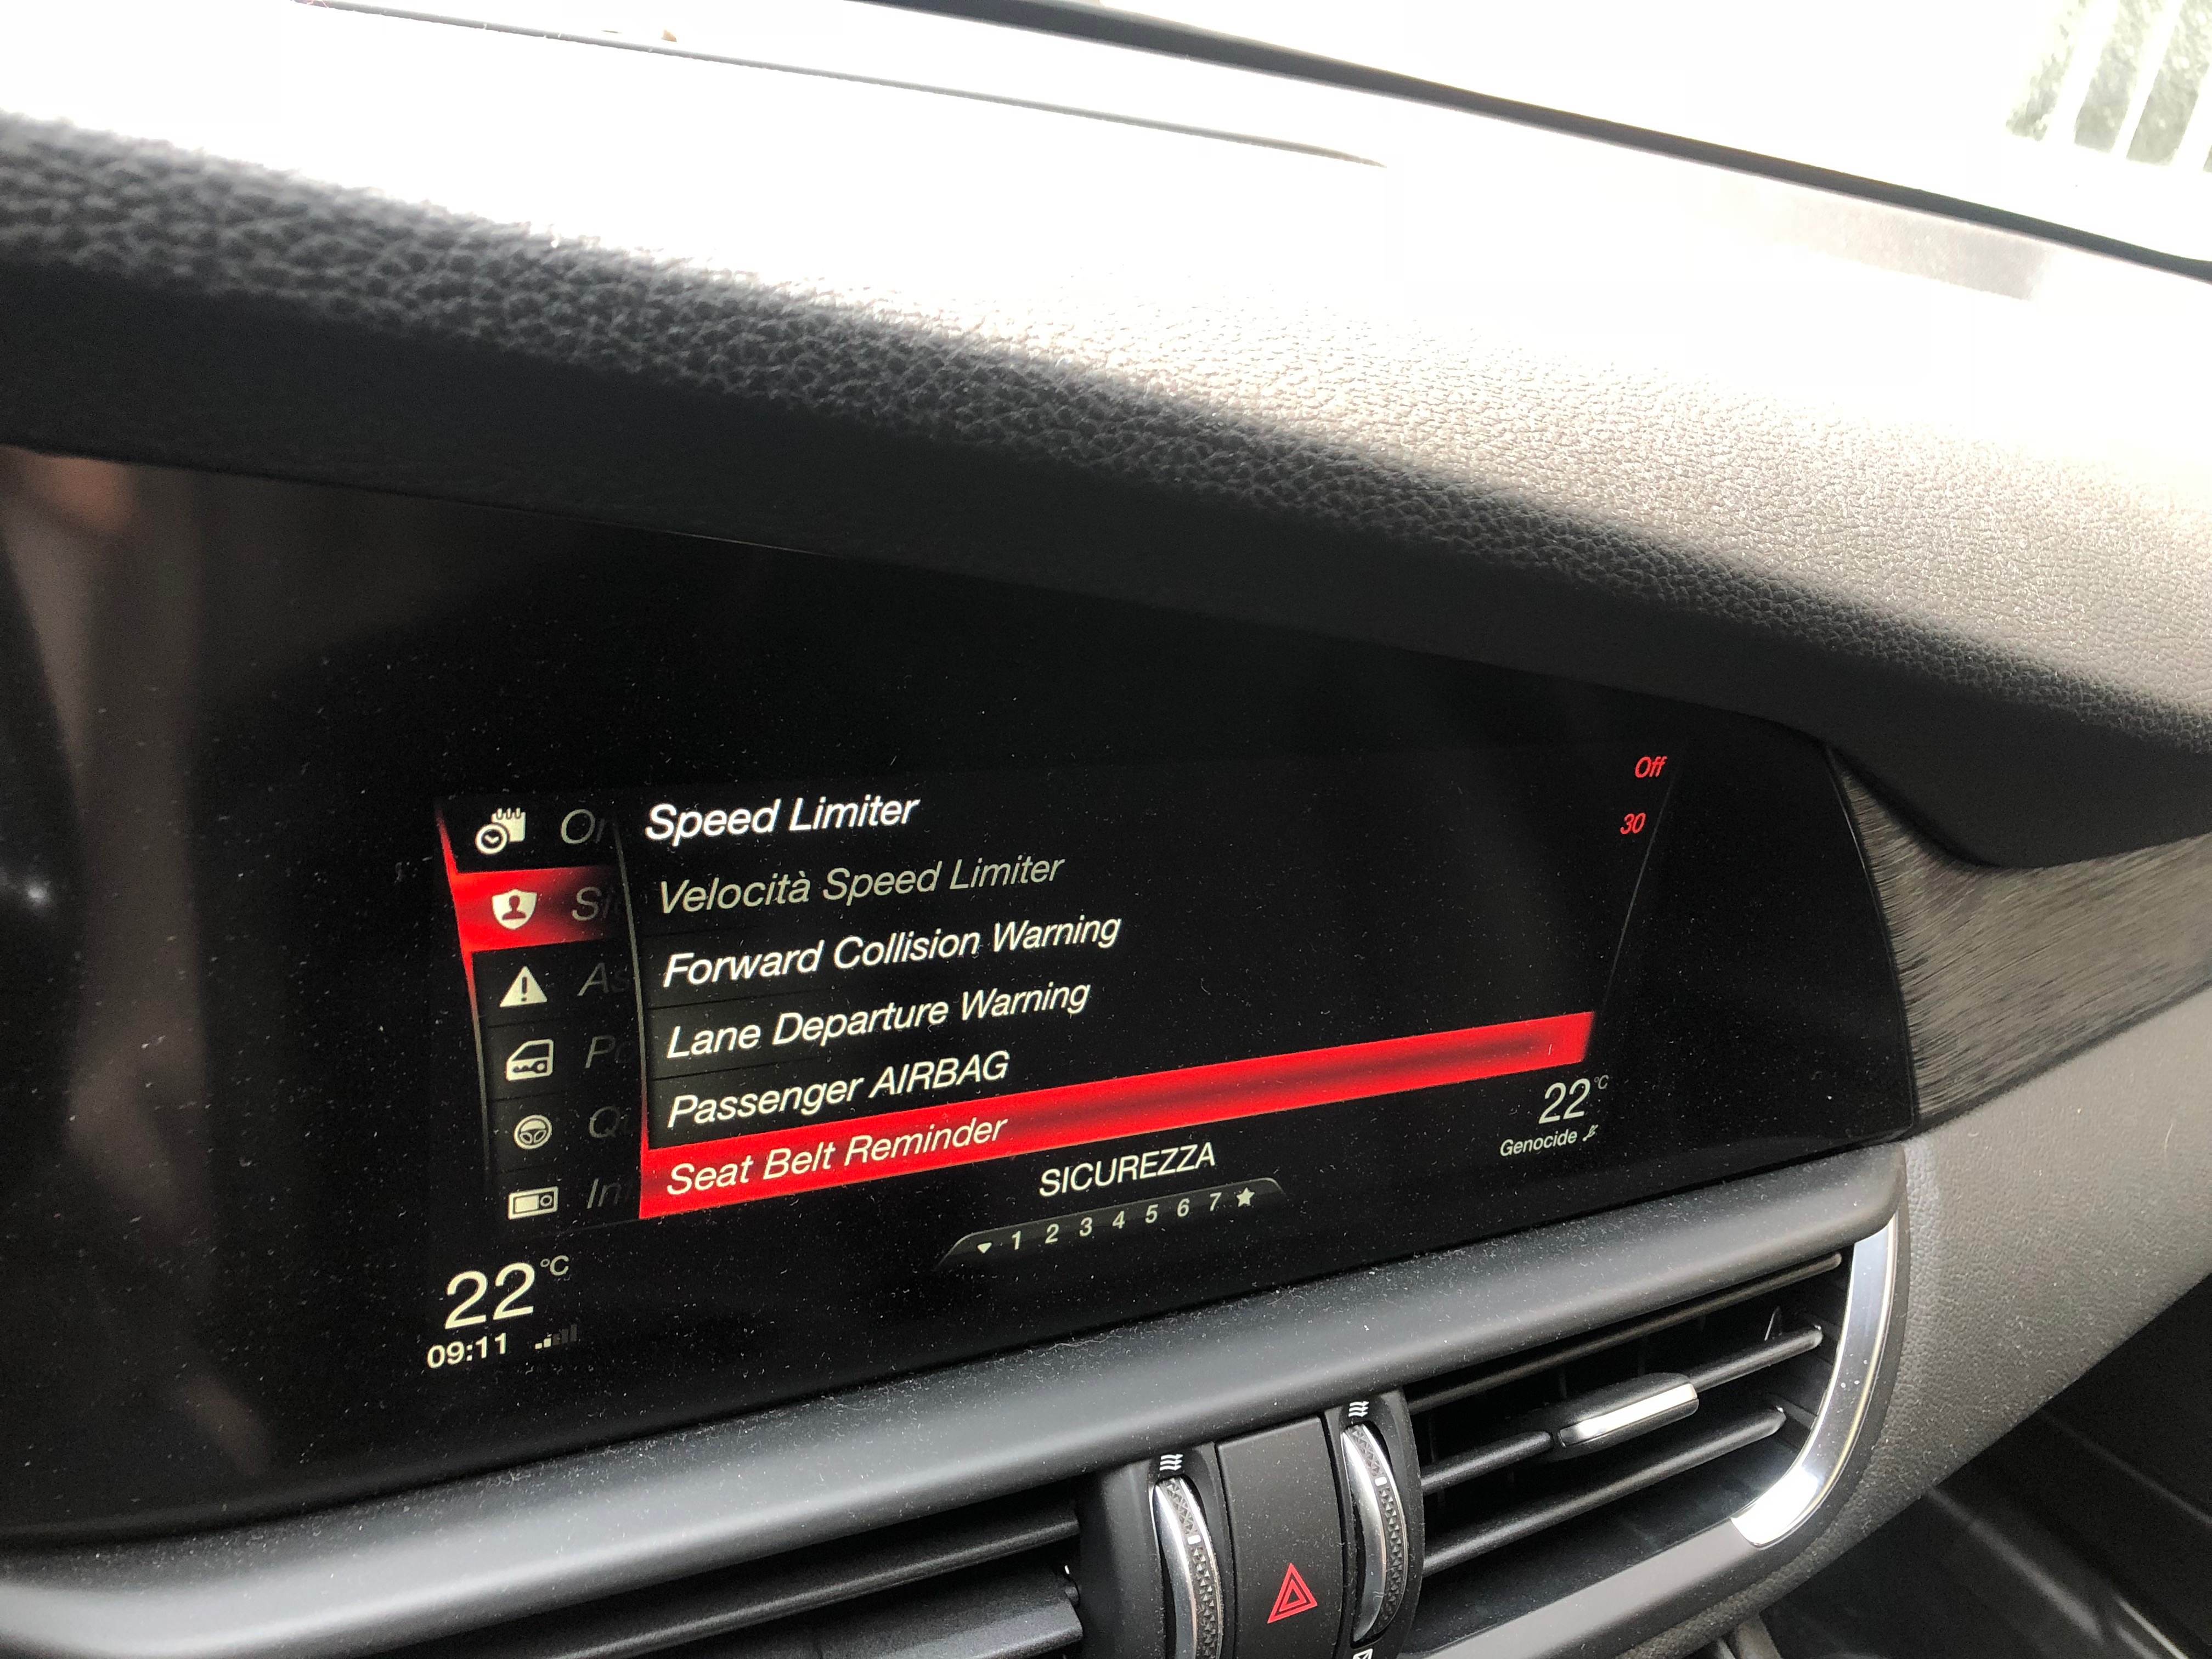 Off
Speed Limiter
30
Velocità Speed Limiter
Forward Collision Warning
Lane Departure Warning
Passenger AIRBAG
Seat Belt Reminder
SICUREZZA
1 2 3 4 5 6 7
22 °C
Genocide
22 °C
09:11